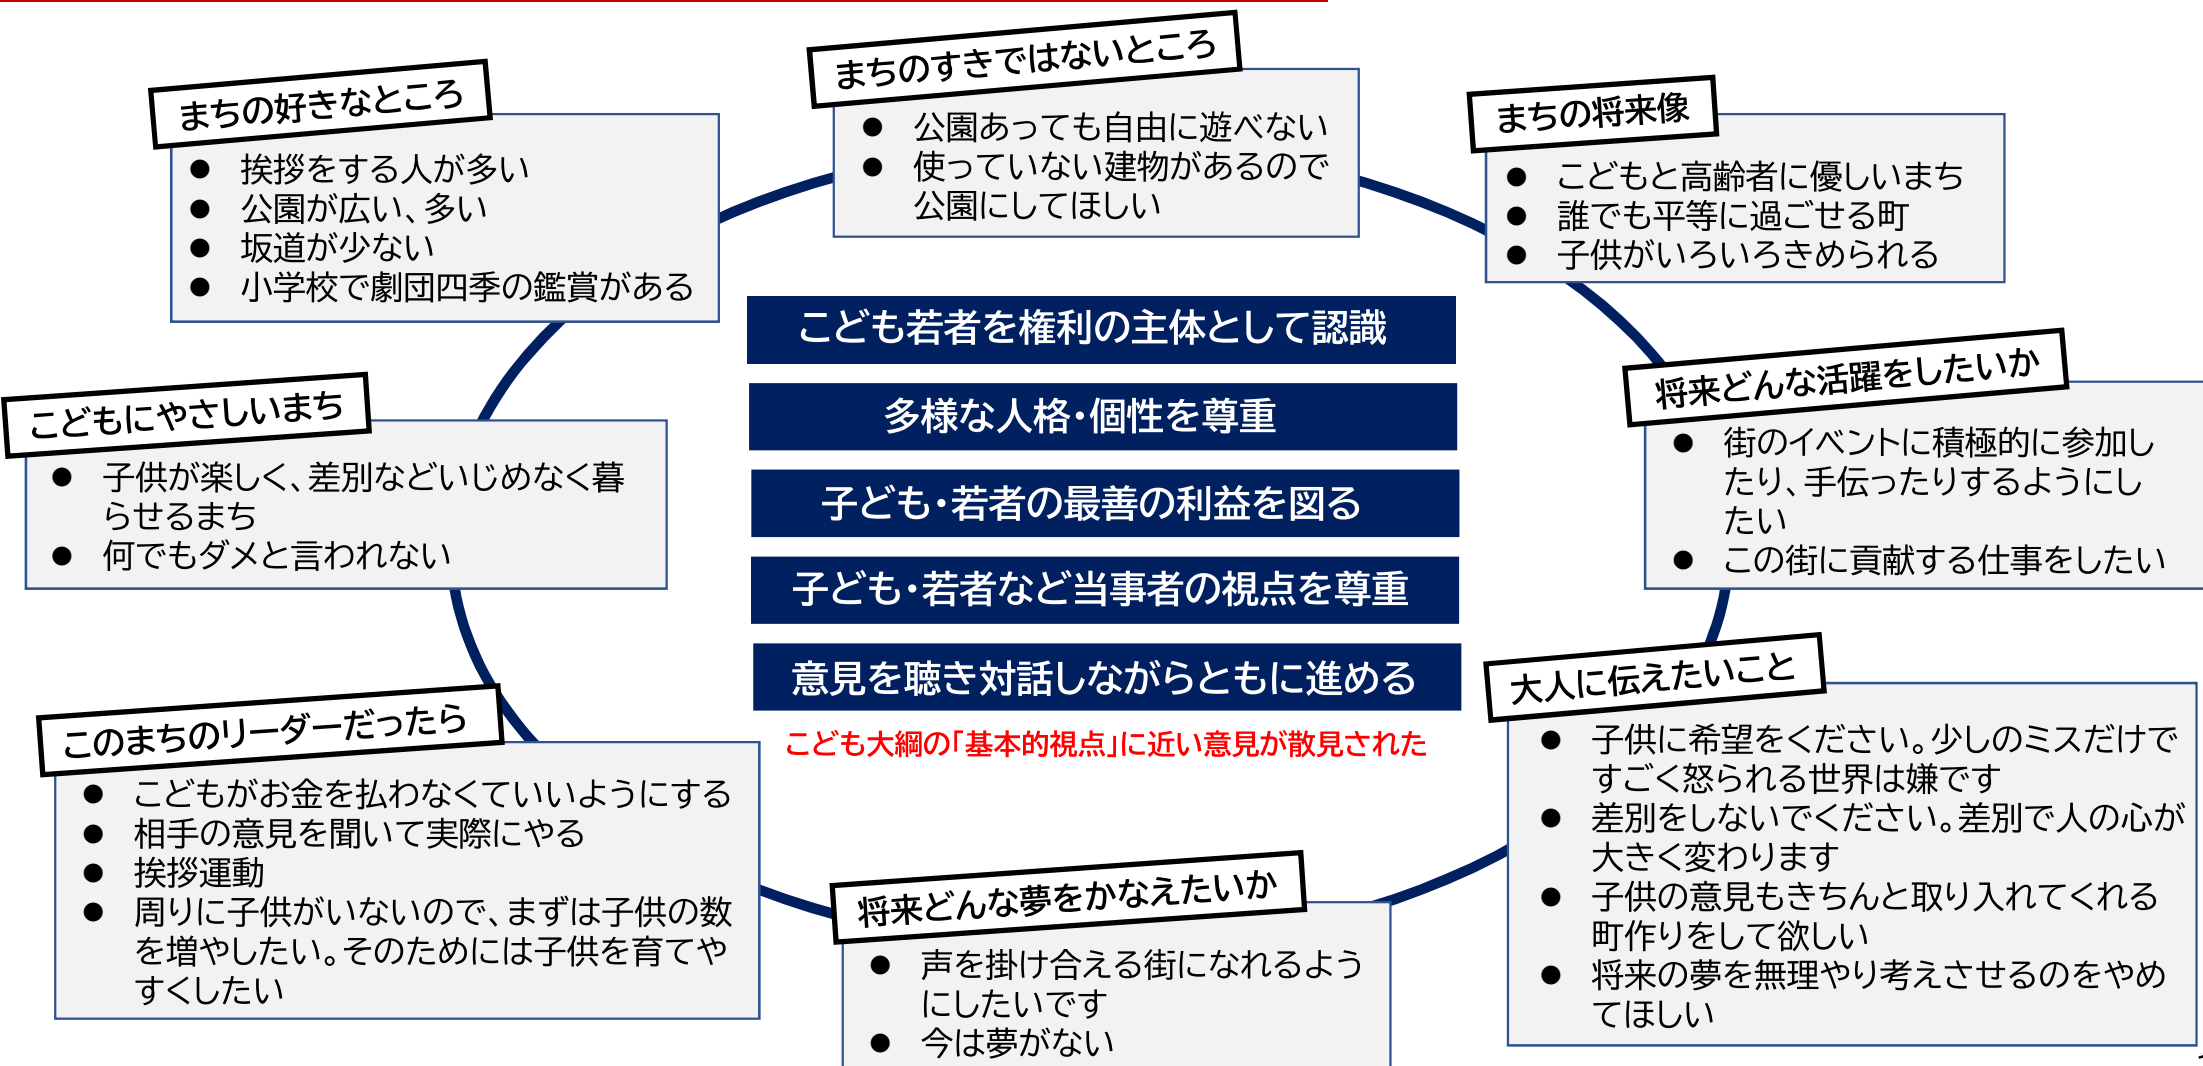 まちのすきではないところ
公園あっても自由に遊べない
使っていない建物があるので
公園にしてほしい
まちの好きなところ
挨拶をする人が多い
公園が広い、多い
坂道が少ない
小学校で劇団四季の鑑賞がある
まちの将来像
こどもと高齢者に優しいまち
誰でも平等に過ごせる町
子供がいろいろきめられる
こども若者を権利の主体として認識
多様な人格・個性を尊重
子ども・若者の最善の利益を図る
子ども・若者など当事者の視点を尊重
意見を聴き対話しながらともに進める
こども大綱の「基本的視点」に近い意見が散見された
こどもにやさしいまち
子供が楽しく、差別などいじめなく暮
らせるまち
何でもダメと言われない
将来どんな活躍をしたいか
街のイベントに積極的に参加し
たり、手伝ったりするようにし
たい
この街に貢献する仕事をしたい
このまちのリーダーだったら
こどもがお金を払わなくていいようにする
相手の意見を聞いて実際にやる
挨拶運動
周りに子供がいないので、まずは子供の数
を増やしたい。そのためには子供を育てや
すくしたい
将来どんな夢をかなえたいか
声を掛け合える街になれるよう
にしたいです
今は夢がない
大人に伝えたいこと
子供に希望をください。少しのミスだけで
すごく怒られる世界は嫌です
差別をしないでください。差別で人の心が
大きく変わります
子供の意見もきちんと取り入れてくれる
町作りをして欲しい
将来の夢を無理やり考えさせるのをやめ
てほしい